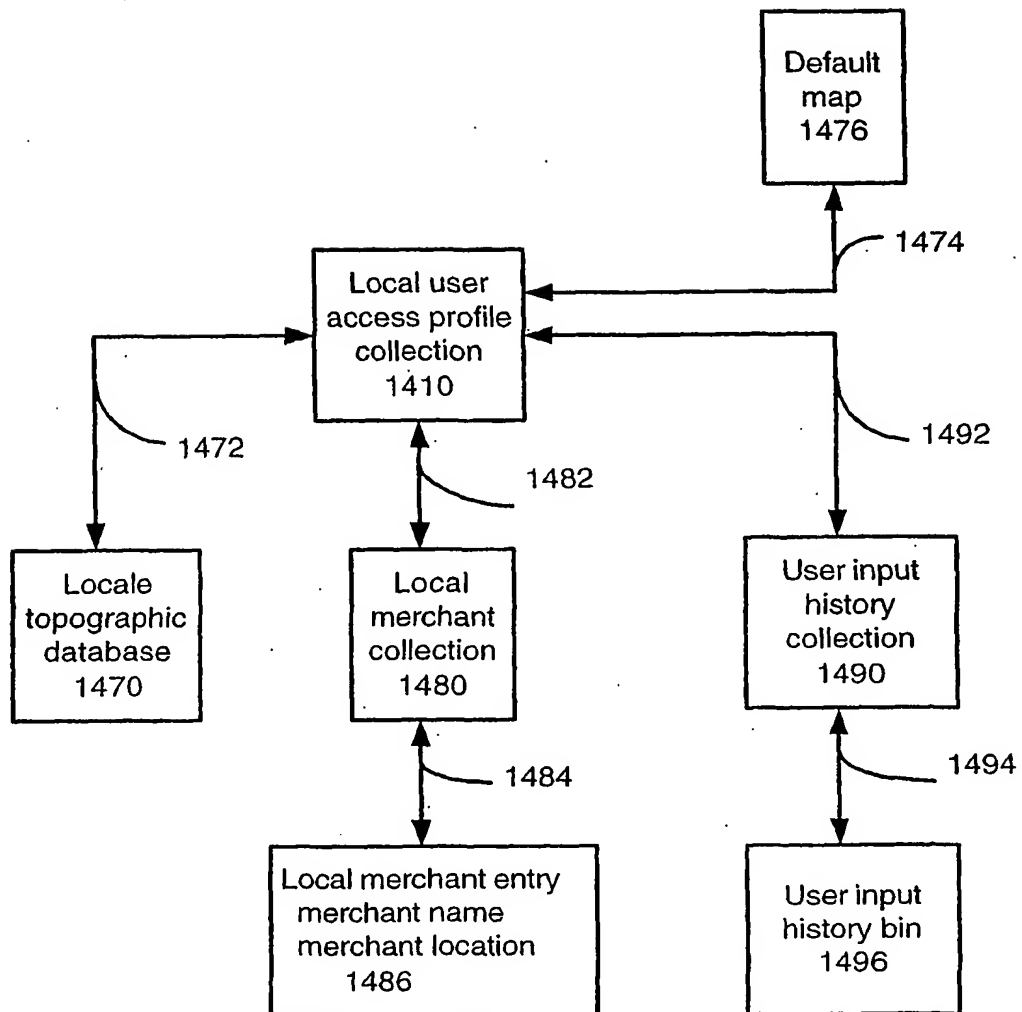 Default
map
1476
1474
Local user
access profile
collection
1410
1472
1482
1492
Locale
topographic
database
1470
Local
merchant
collection
1480
User input
history
collection
1490
1484
1494
Local merchant entry
merchant name
merchant location
1486
User input
history bin
1496